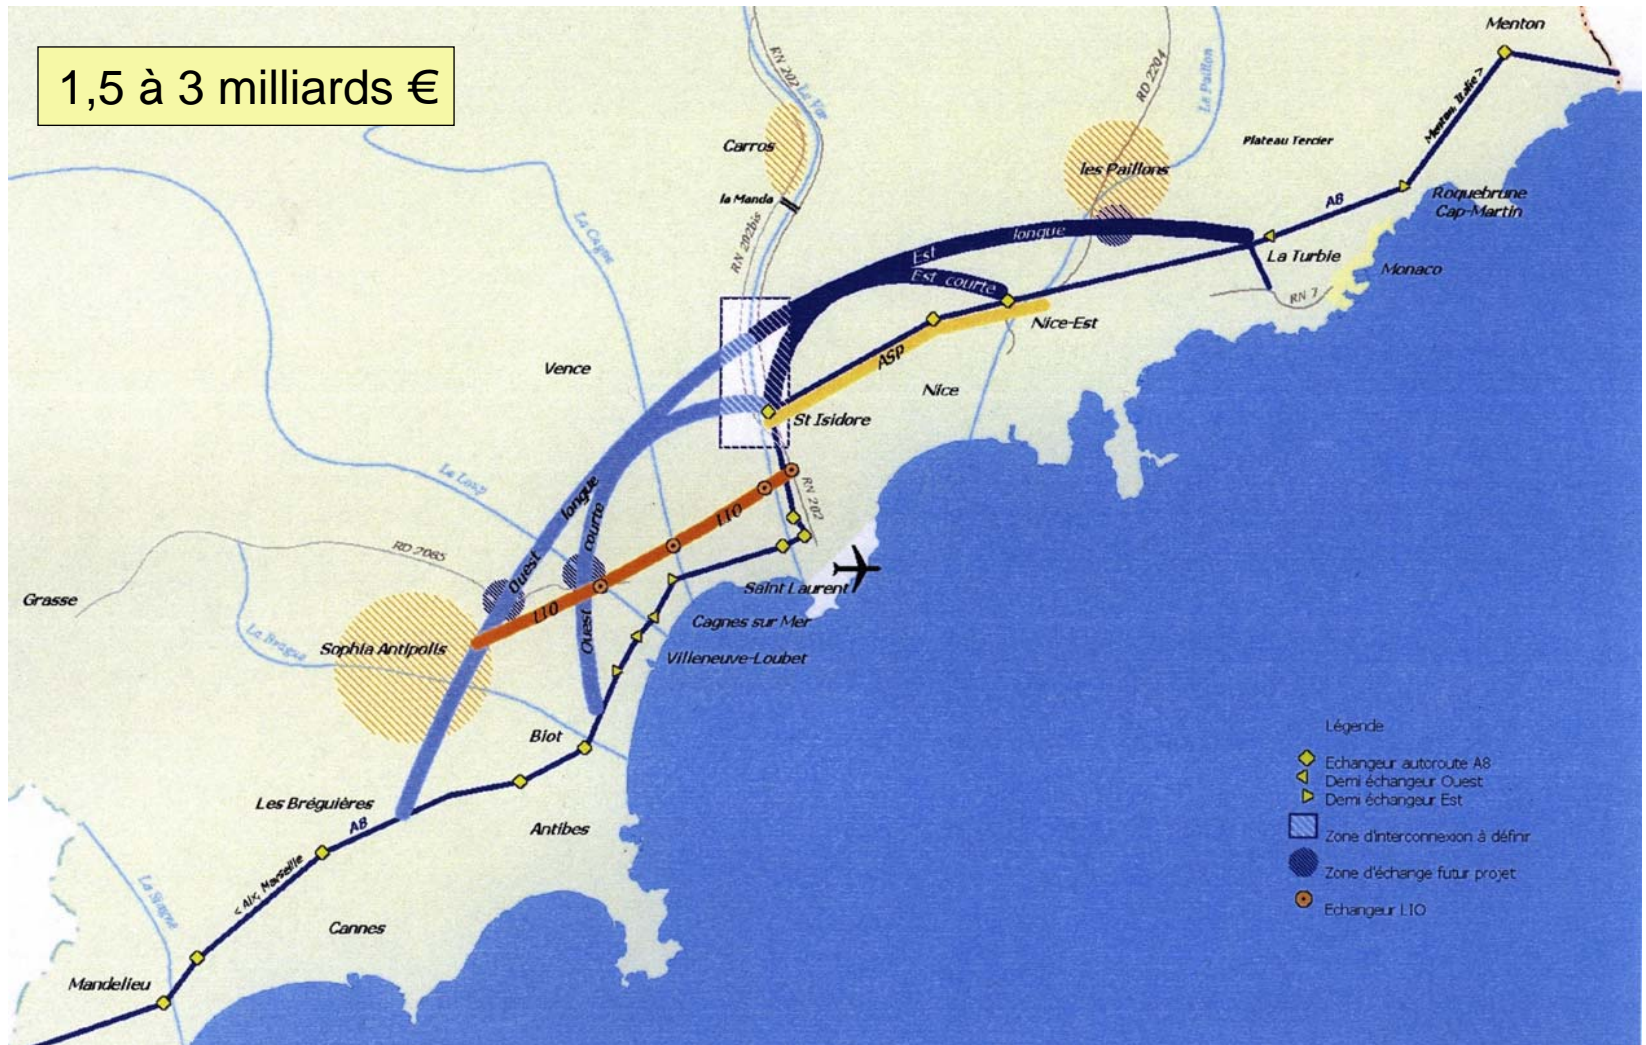 1,5 à 3 milliards €
Menton
RN 202
Le Var
RD 2204
Le Paillon
Menton, Italie >
Carros
les Paillons
Plateau Tercier
la Manda
A8
Roquebrune
Cap-Martin
La Cagne
RN 202bis
Est
longue
La Turbie
Monaco
Est courte
RN 7
Nice-Est
ASP
Vence
Nice
St Isidore
Le Loup
longue
courte
LIO
RN 202
RD 2085
Ouest
Grasse
LIO
Saint Laurent
Ouest
Cagnes sur Mer
La Brague
Sophia Antipolis
Villeneuve-Loubet
Biot
Légende
Echangeur autoroute A8
Demi échangeur Ouest
Demi échangeur Est
Les Bréguières
A8
Antibes
Zone d'interconnexion à définir
Zone d'échange futur projet
< Aix, Marseille
La Siagne
Echangeur LIO
Cannes
Mandelieu